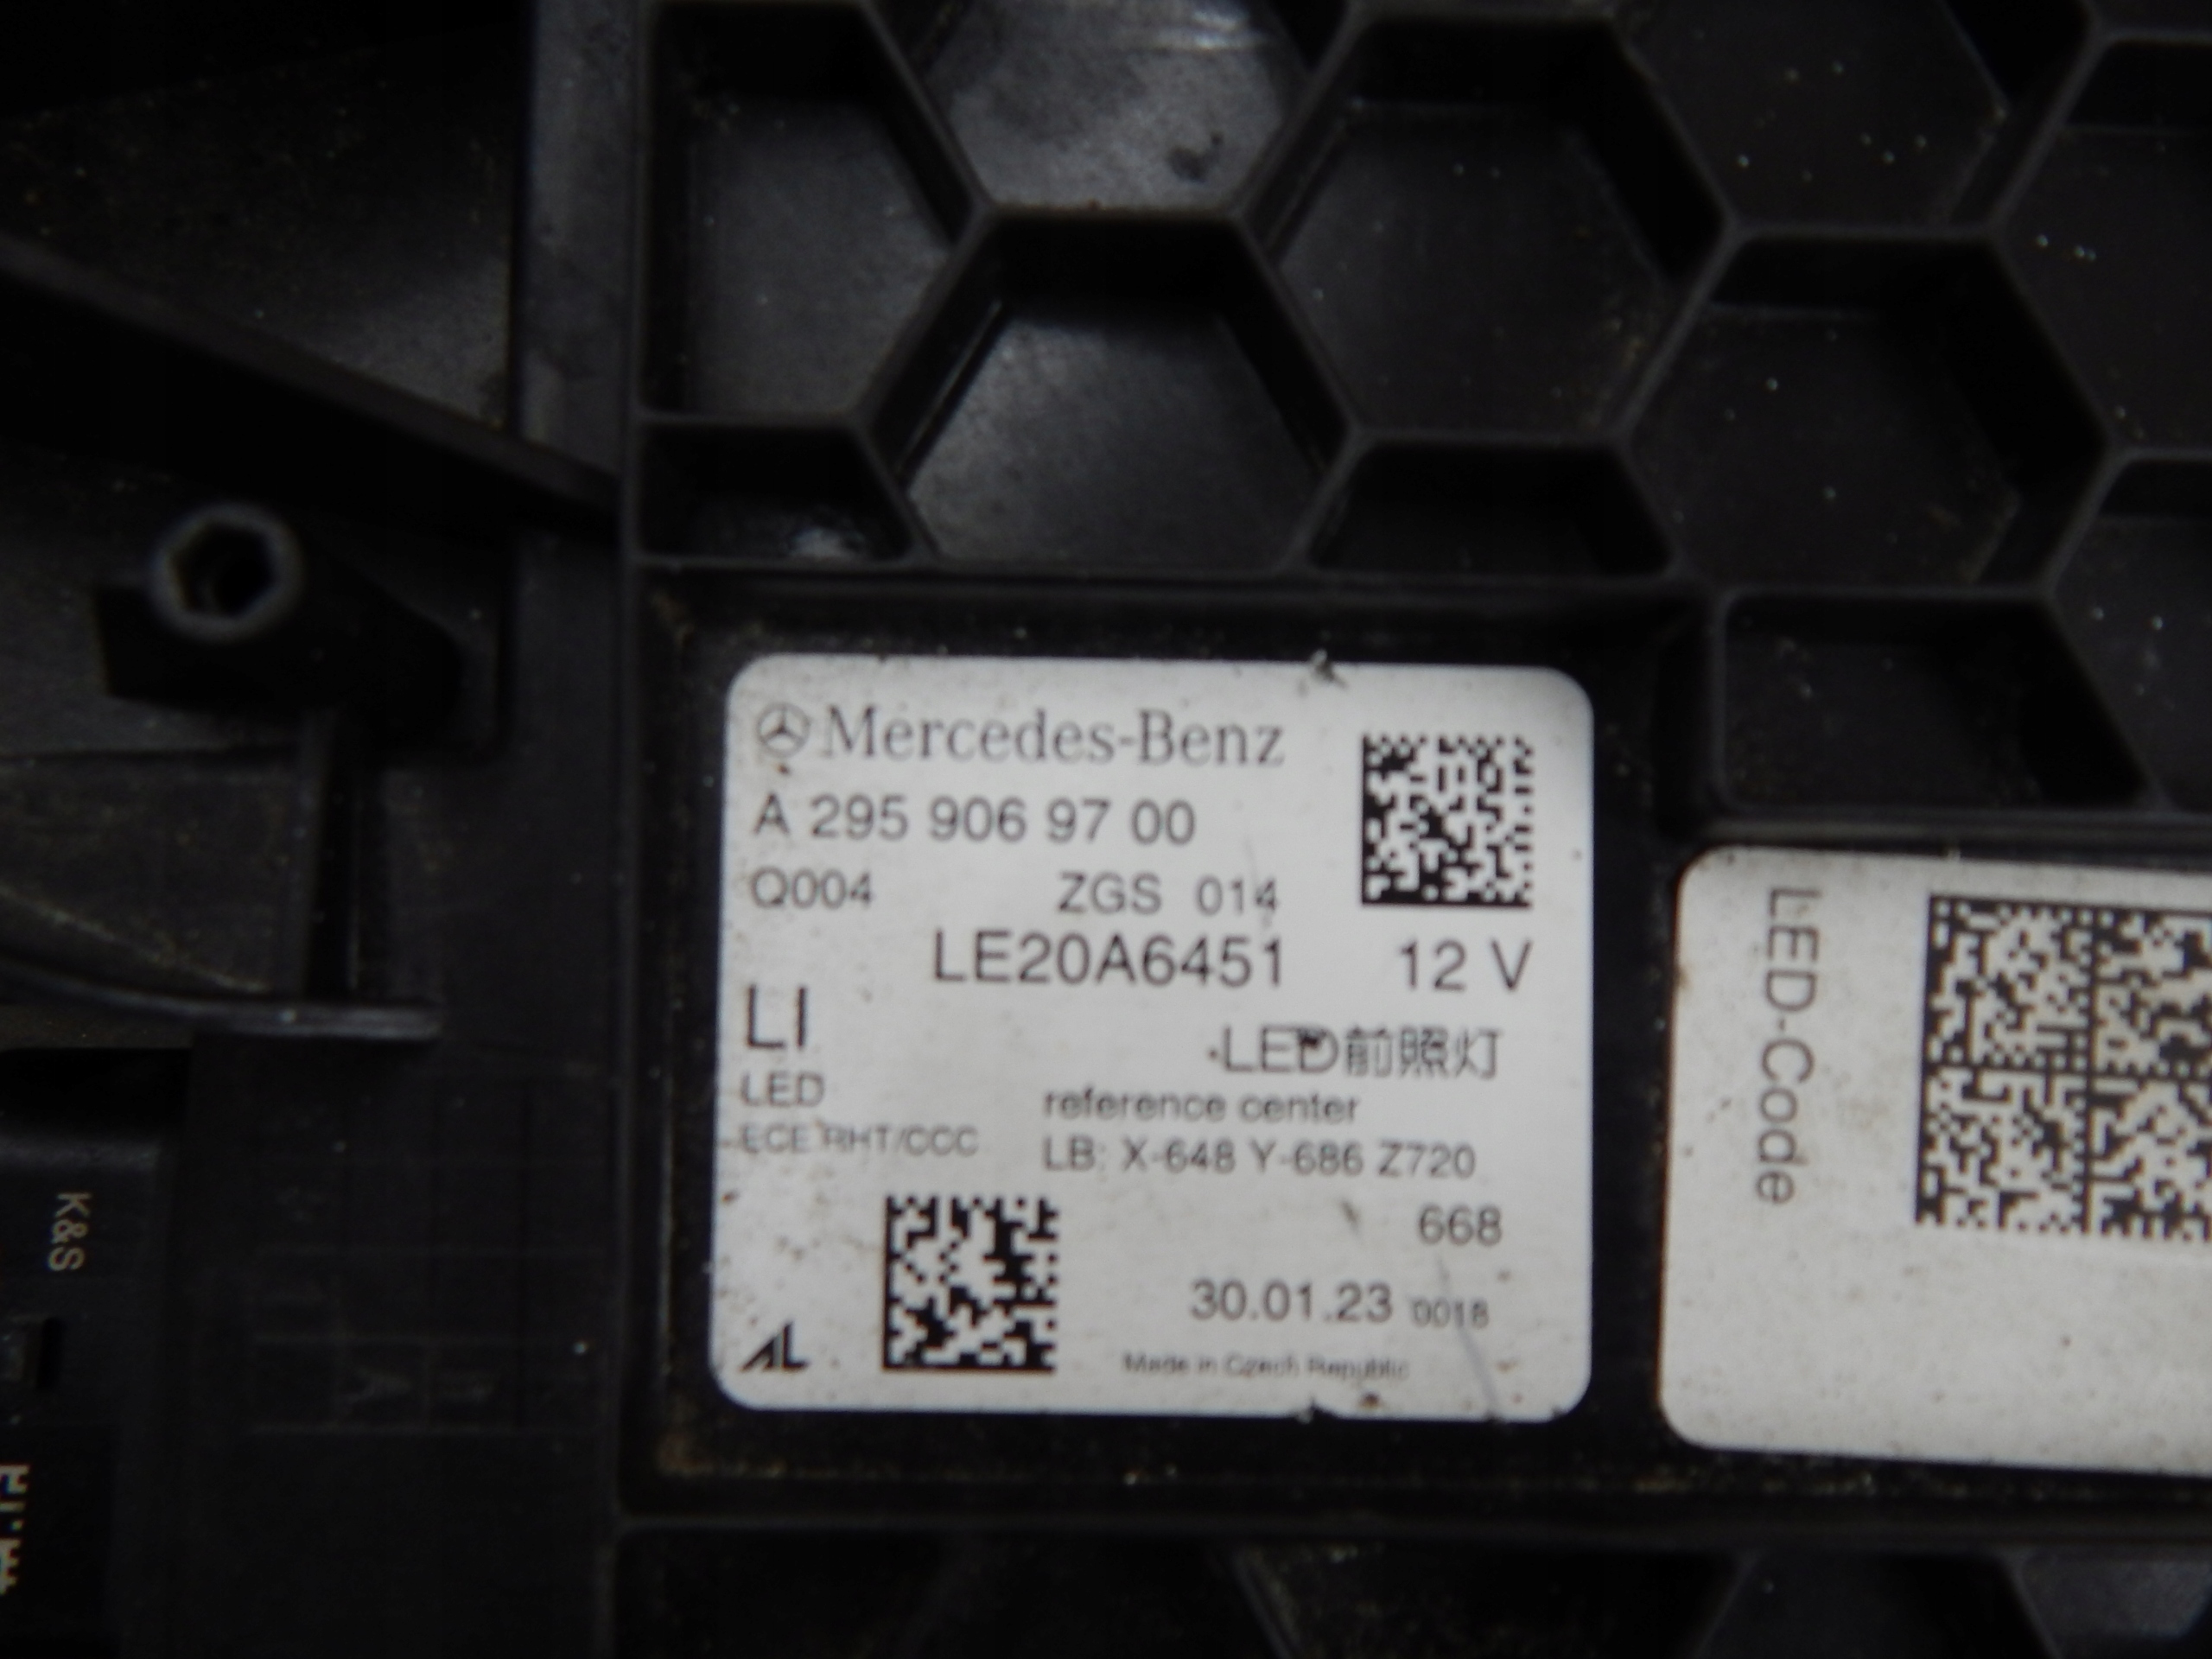 Mercedes-Benz
A 295 906 97 00
Q004 ZGS 014
LE20A6451 12 V
LI
LED前照灯
LED
reference center
ECE RHT/CCC
LB: X-648 Y-686 Z720
668
30.01.23 0018
AL
Made in Czech Republic
LED-Code
K&S